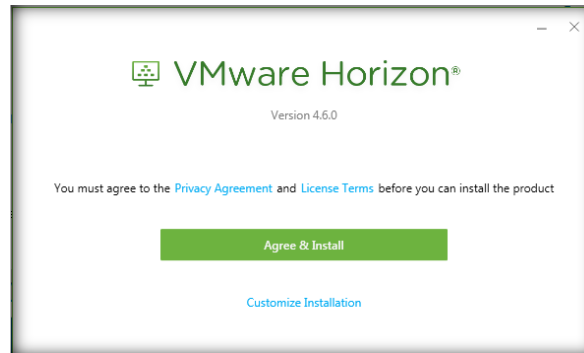 VMware Horizon®
Version 4.6.0
You must agree to the Privacy Agreement and License Terms before you can install the product
Agree & Install
Customize Installation